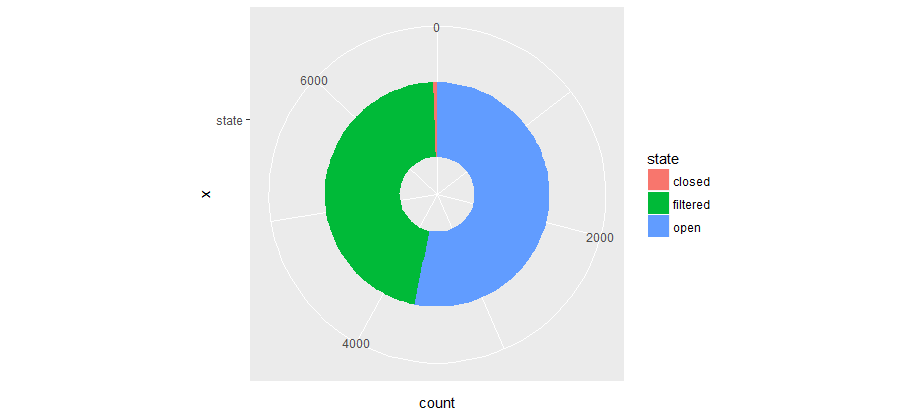 0
6000
state
x
2000
4000
count
state
closed
filtered
open